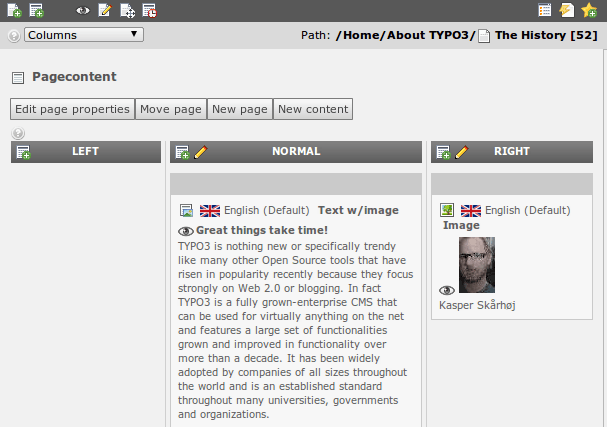 Columns
Path: /Home/About TYPO3/ The History [52]
Pagecontent
Edit page properties Move page New page New content
LEFT NORMAL RIGHT
English (Default) Text w/image
Great things take time!
TYPO3 is nothing new or specifically trendy
like many other Open Source tools that have
risen in popularity recently because they focus
strongly on Web 2.0 or blogging. In fact
TYPO3 is a fully grown-enterprise CMS that
can be used for virtually anything on the net
and features a large set of functionalities
grown and improved in functionality over
more than a decade. It has been widely
adopted by companies of all sizes throughout
the world and is an established standard
throughout many universities, governments
and organizations.
English (Default)
Image
Kasper Skårhøj